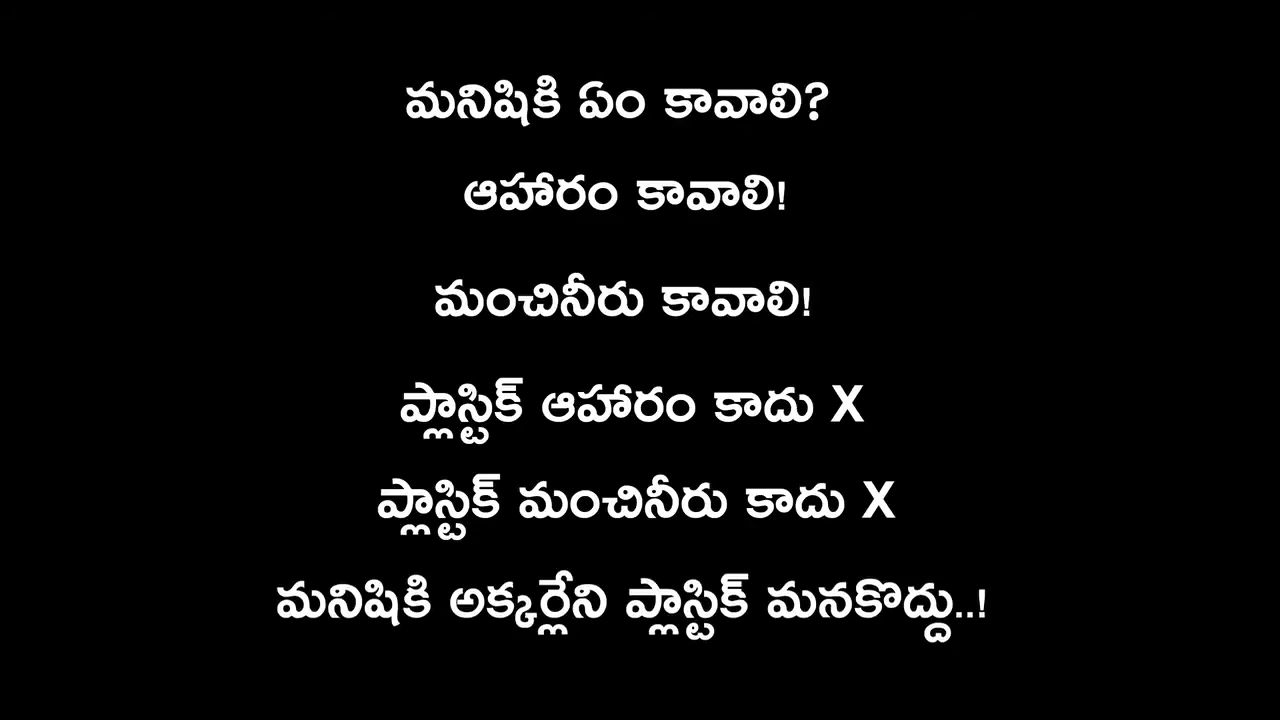 మనిషికి ఏం కావాలి?
ఆహారం కావాలి!
మంచినీరు కావాలి!
ప్లాస్టిక్ ఆహారం కాదు X
ప్లాస్టిక్ మంచినీరు కాదు X
మనిషికి అక్కర్లేని ప్లాస్టిక్ మనకొద్దు..!